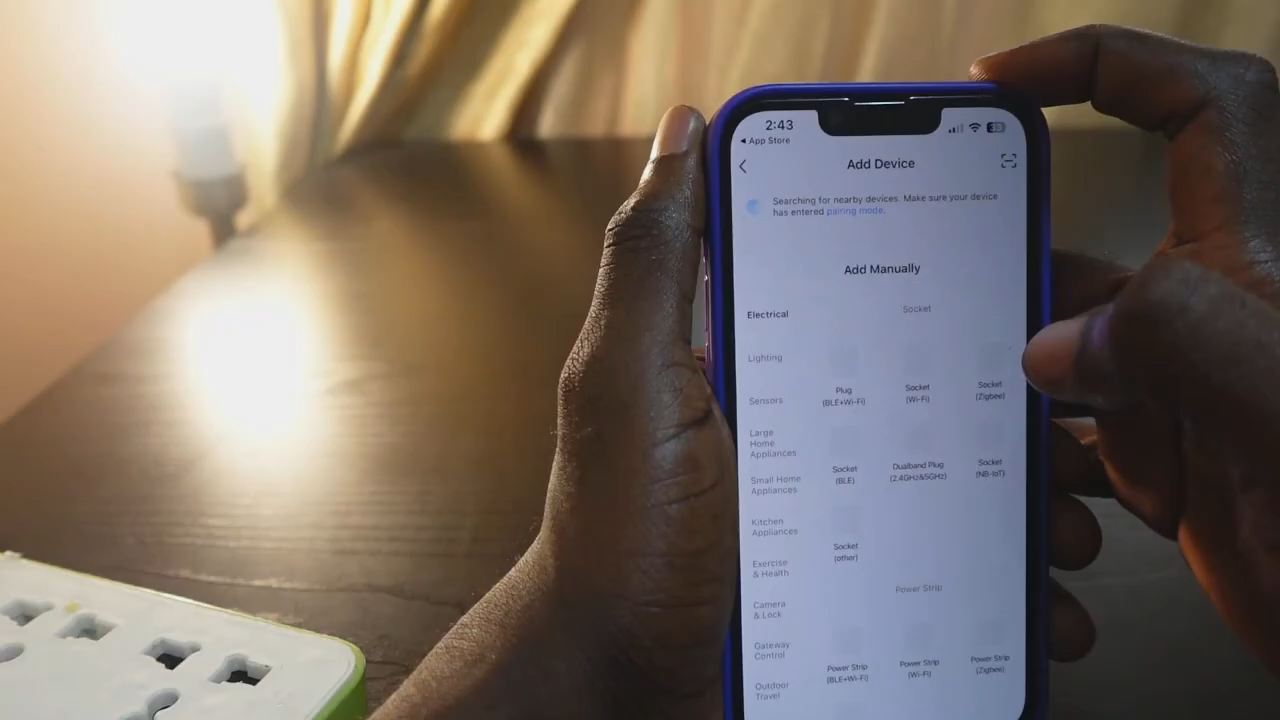 2:43
App Store
Add Device
Searching for nearby devices. Make sure your device
has entered pairing mode.
Add Manually
Electrical
Socket
Lighting
Sensors
Plug
(BLE+Wi-Fi)
Socket
(Wi-Fi)
Socket
(Zigbee)
Large
Home
Appliances
Socket
(BLE)
Dualband Plug
(2.4GHz&5GHz)
Socket
(NB-IoT)
Small Home
Appliances
Kitchen
Appliances
Socket
(other)
Exercise
& Health
Power Strip
Camera
& Lock
Gateway
Control
Power Strip
(BLE+Wi-Fi)
Power Strip
(Wi-Fi)
Power Strip
(Zigbee)
Outdoor
Travel